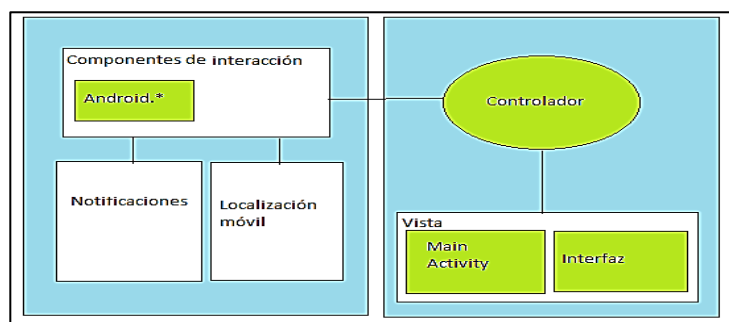 Componentes de interacción
Android.*
Notificaciones
Localización
móvil
Controlador
Vista
Main
Activity
Interfaz